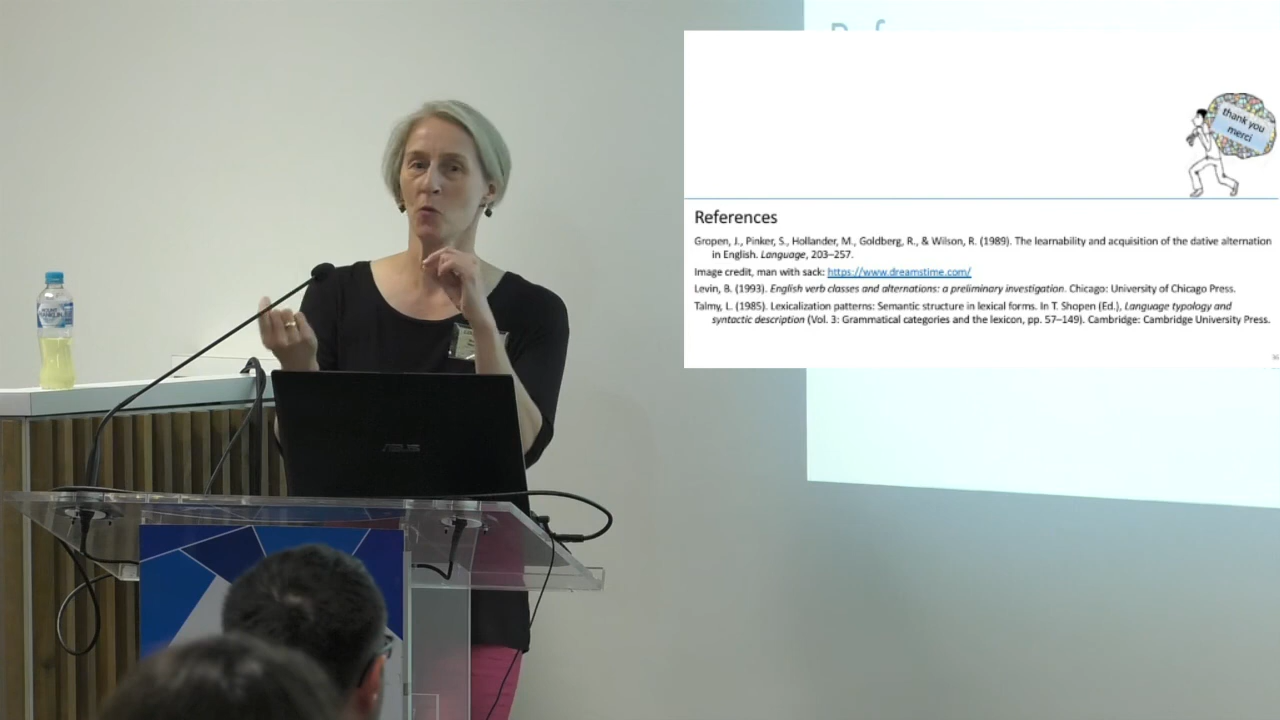 thank you
merci
References
Gropen, J., Pinker, S., Hollander, M., Goldberg, R., & Wilson, R. (1989). The learnability and acquisition of the dative alternation
in English. Language, 203–257.
Image credit, man with sack: https://www.dreamstime.com/
Levin, B. (1993). English verb classes and alternations: a preliminary investigation. Chicago: University of Chicago Press.
Talmy, L. (1985). Lexicalization patterns: Semantic structure in lexical forms. In T. Shopen (Ed.), Language typology and
syntactic description (Vol. 3: Grammatical categories and the lexicon, pp. 57–149). Cambridge: Cambridge University Press.
ASUS